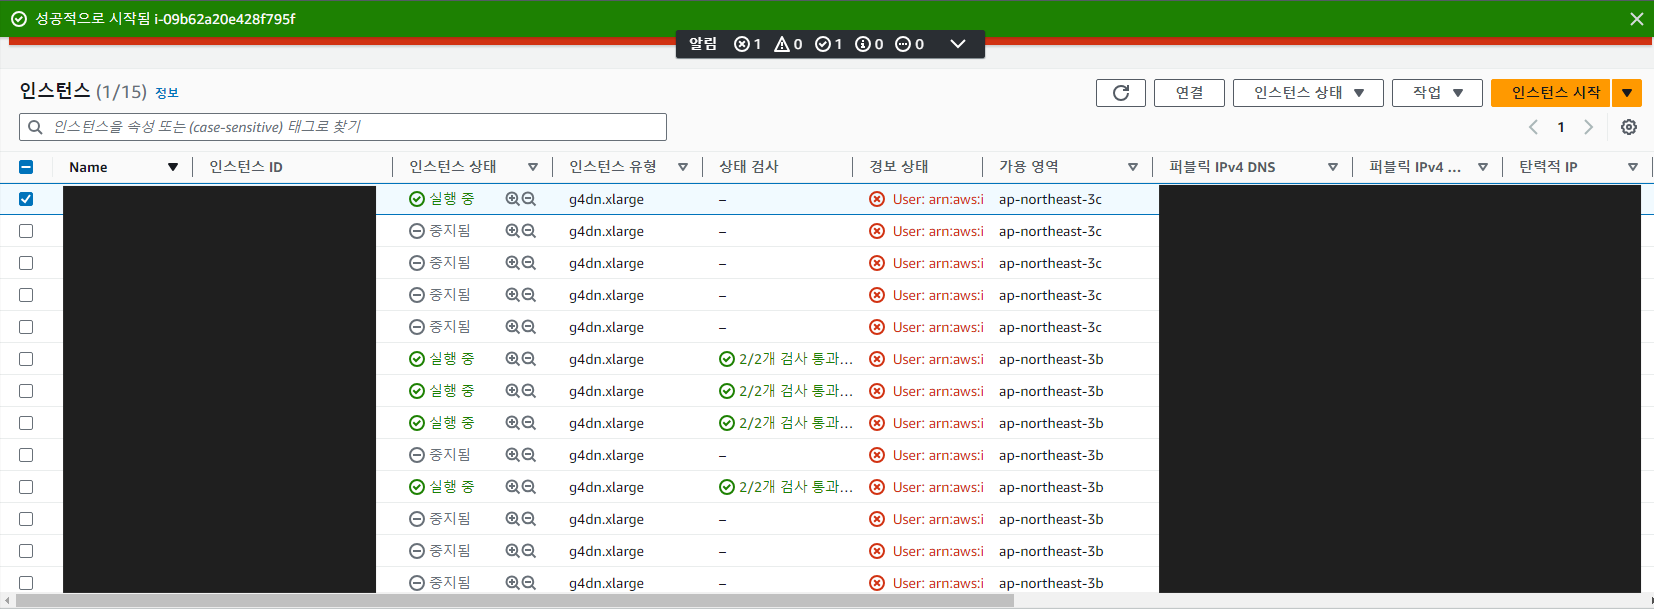 성공적으로 시작됨 i-09b62a20e428f795f
알림 1 0 1 0 0
인스턴스 (1/15) 정보
연결 인스턴스 상태 작업 인스턴스 시작
인스턴스을 속성 또는 (case-sensitive) 태그로 찾기
1
Name 인스턴스 ID 인스턴스 상태 인스턴스 유형 상태 검사 경보 상태 가용 영역 퍼블릭 IPv4 DNS 퍼블릭 IPv4 ... 탄력적 IP
실행 중 g4dn.xlarge – User: arn:aws:i ap-northeast-3c
중지됨 g4dn.xlarge – User: arn:aws:i ap-northeast-3c
중지됨 g4dn.xlarge – User: arn:aws:i ap-northeast-3c
중지됨 g4dn.xlarge – User: arn:aws:i ap-northeast-3c
중지됨 g4dn.xlarge – User: arn:aws:i ap-northeast-3c
실행 중 g4dn.xlarge 2/2개 검사 통과... User: arn:aws:i ap-northeast-3b
실행 중 g4dn.xlarge 2/2개 검사 통과... User: arn:aws:i ap-northeast-3b
실행 중 g4dn.xlarge 2/2개 검사 통과... User: arn:aws:i ap-northeast-3b
중지됨 g4dn.xlarge – User: arn:aws:i ap-northeast-3b
실행 중 g4dn.xlarge 2/2개 검사 통과... User: arn:aws:i ap-northeast-3b
중지됨 g4dn.xlarge – User: arn:aws:i ap-northeast-3b
중지됨 g4dn.xlarge – User: arn:aws:i ap-northeast-3b
중지됨 g4dn.xlarge – User: arn:aws:i ap-northeast-3b